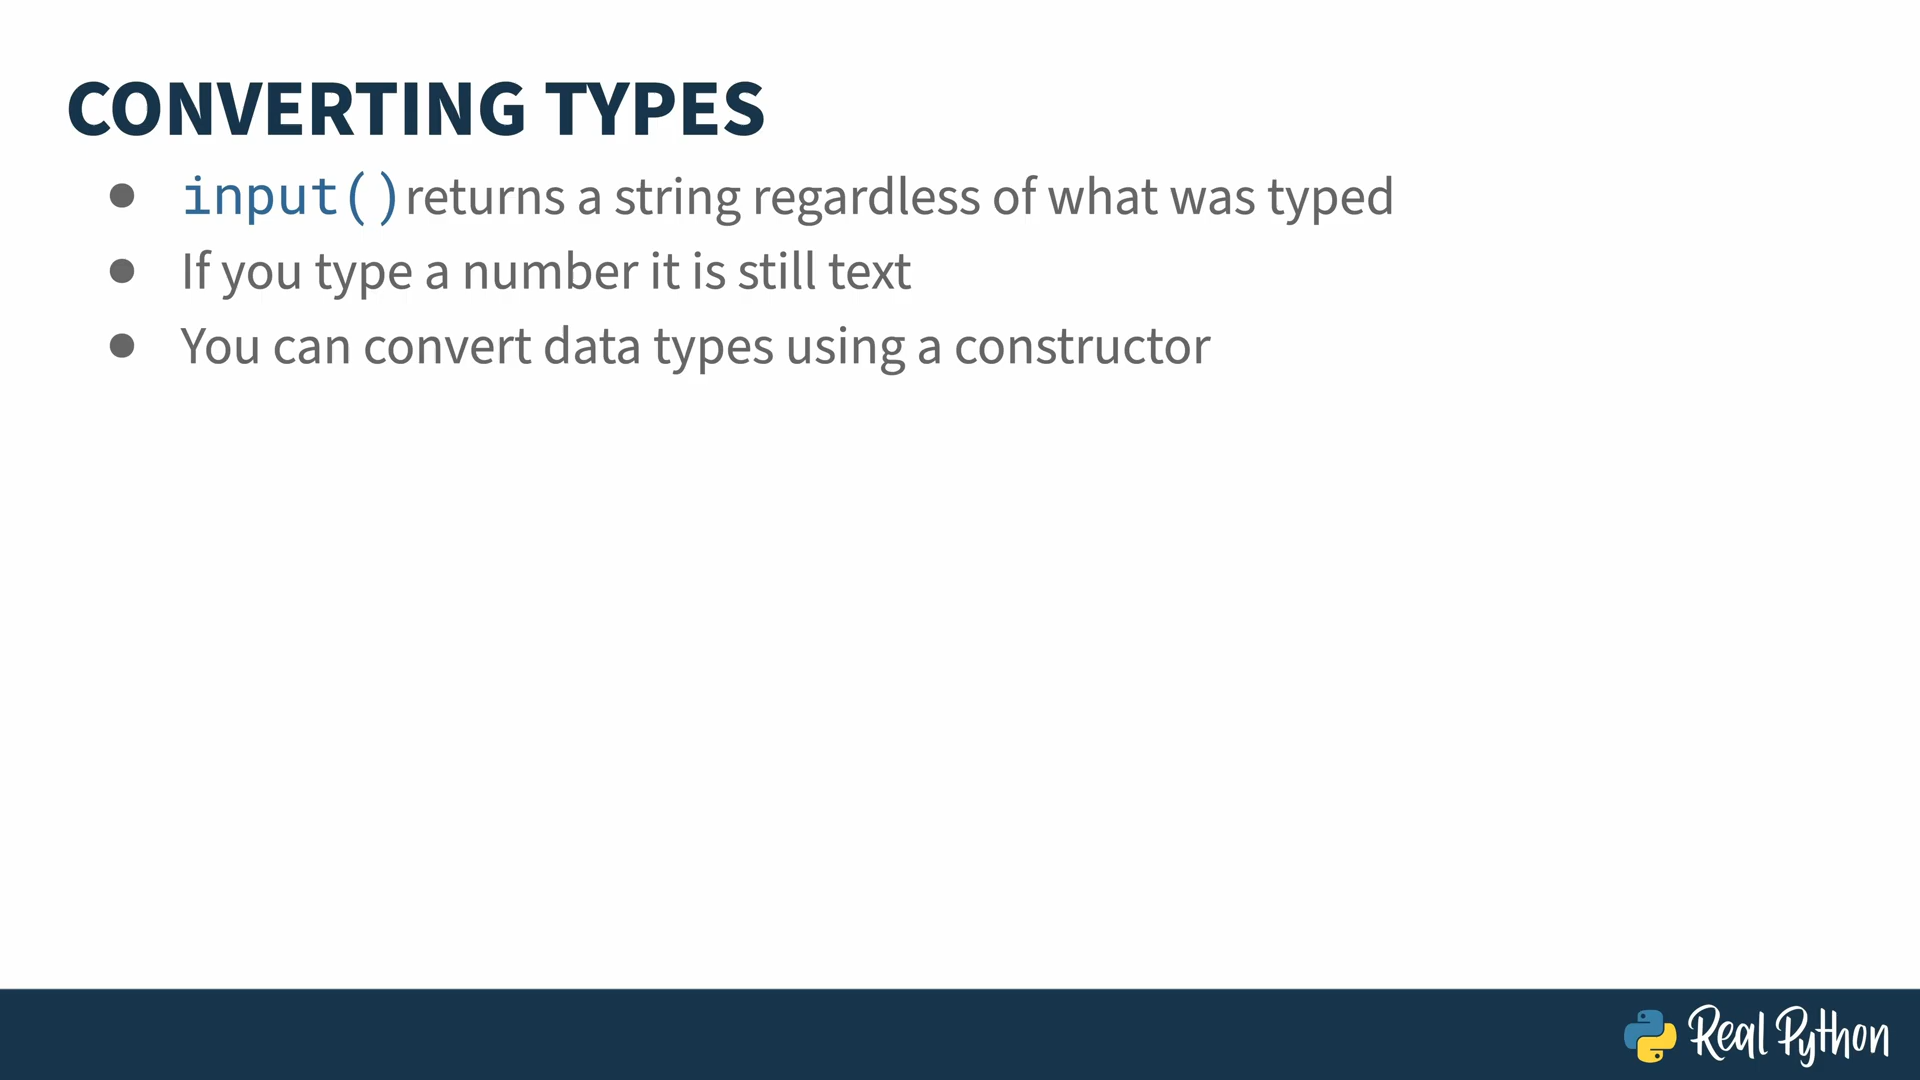 CONVERTING TYPES
● input()returns a string regardless of what was typed
● If you type a number it is still text
● You can convert data types using a constructor
Real Python